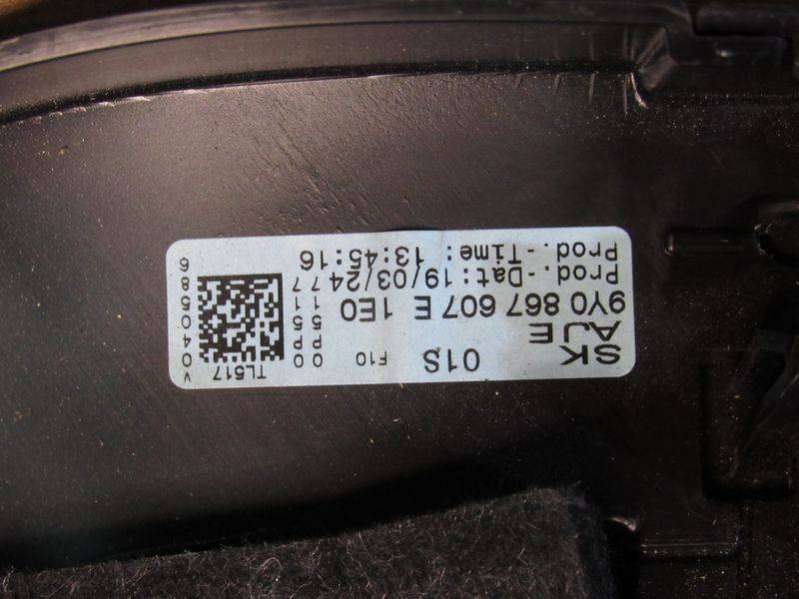 SK 01S F10 TL517
AJE
9Y0 867 607 E 1E0
Prod.-Dat: 19/03/24
Prod.-Time: 13:45:16